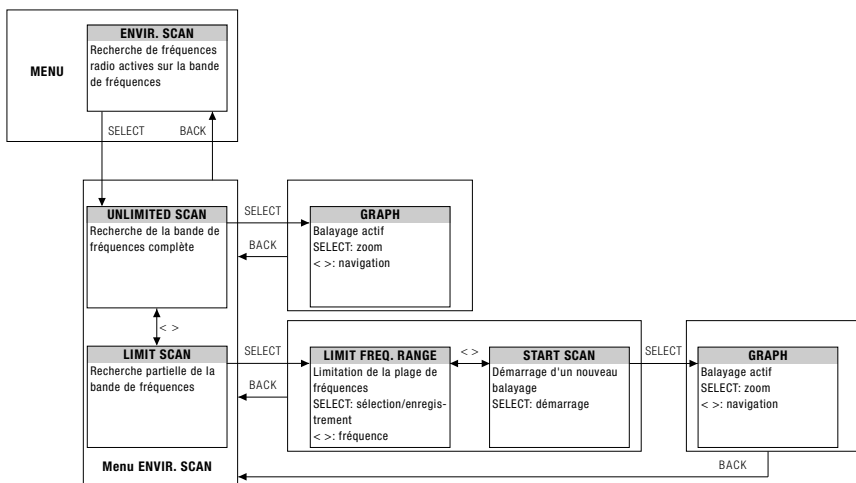 ENVIR. SCAN
Recherche de fréquences
radio actives sur la bande
de fréquences
MENU
SELECT
BACK
UNLIMITED SCAN
Recherche de la bande de
fréquences complète
SELECT
BACK
GRAPH
Balayage actif
SELECT: zoom
< >: navigation
< >
LIMIT SCAN
Recherche partielle de la
bande de fréquences
SELECT
BACK
LIMIT FREQ. RANGE
Limitation de la plage de
fréquences
SELECT: sélection/enregis-
trement
< >: fréquence
< >
START SCAN
Démarrage d'un nouveau
balayage
SELECT: démarrage
SELECT
GRAPH
Balayage actif
SELECT: zoom
< >: navigation
Menu ENVIR. SCAN
BACK